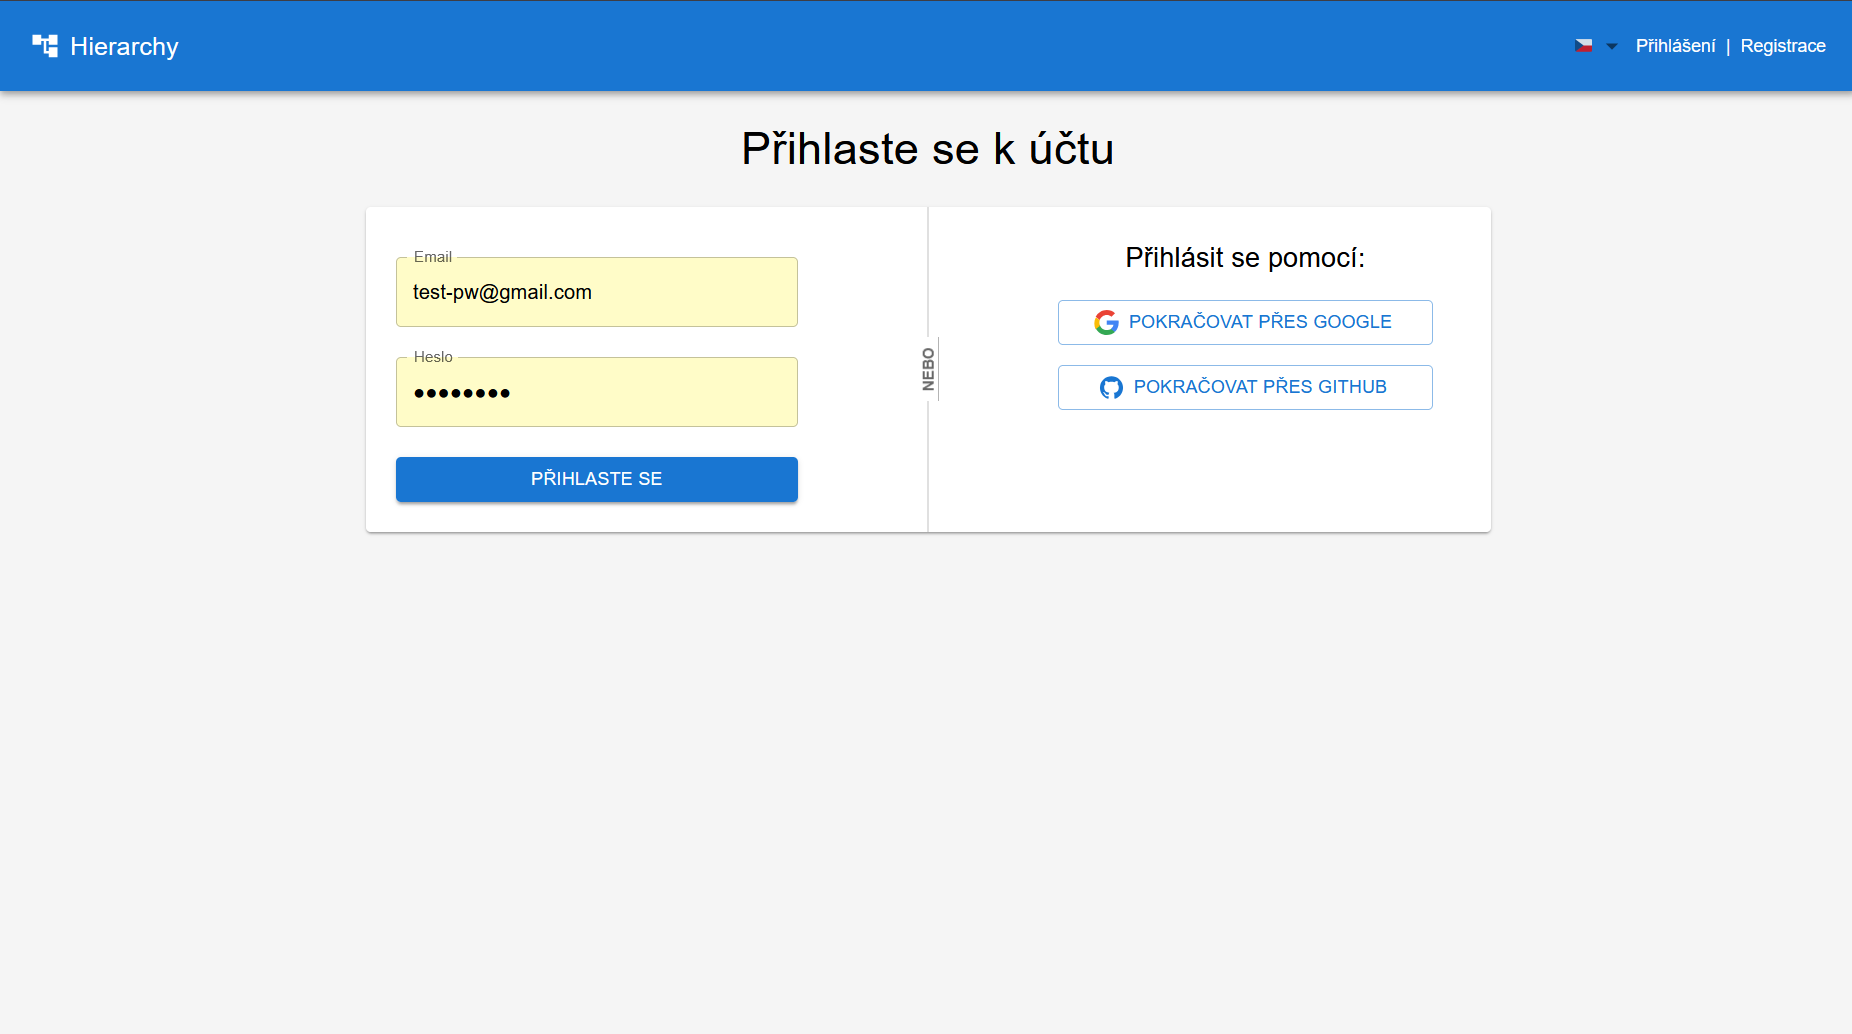 Hierarchy
Přihlášení | Registrace
Přihlaste se k účtu
Email
test-pw@gmail.com
Heslo
PŘIHLASTE SE
NEBO
Přihlásit se pomocí:
POKRAČOVAT PŘES GOOGLE
POKRAČOVAT PŘES GITHUB